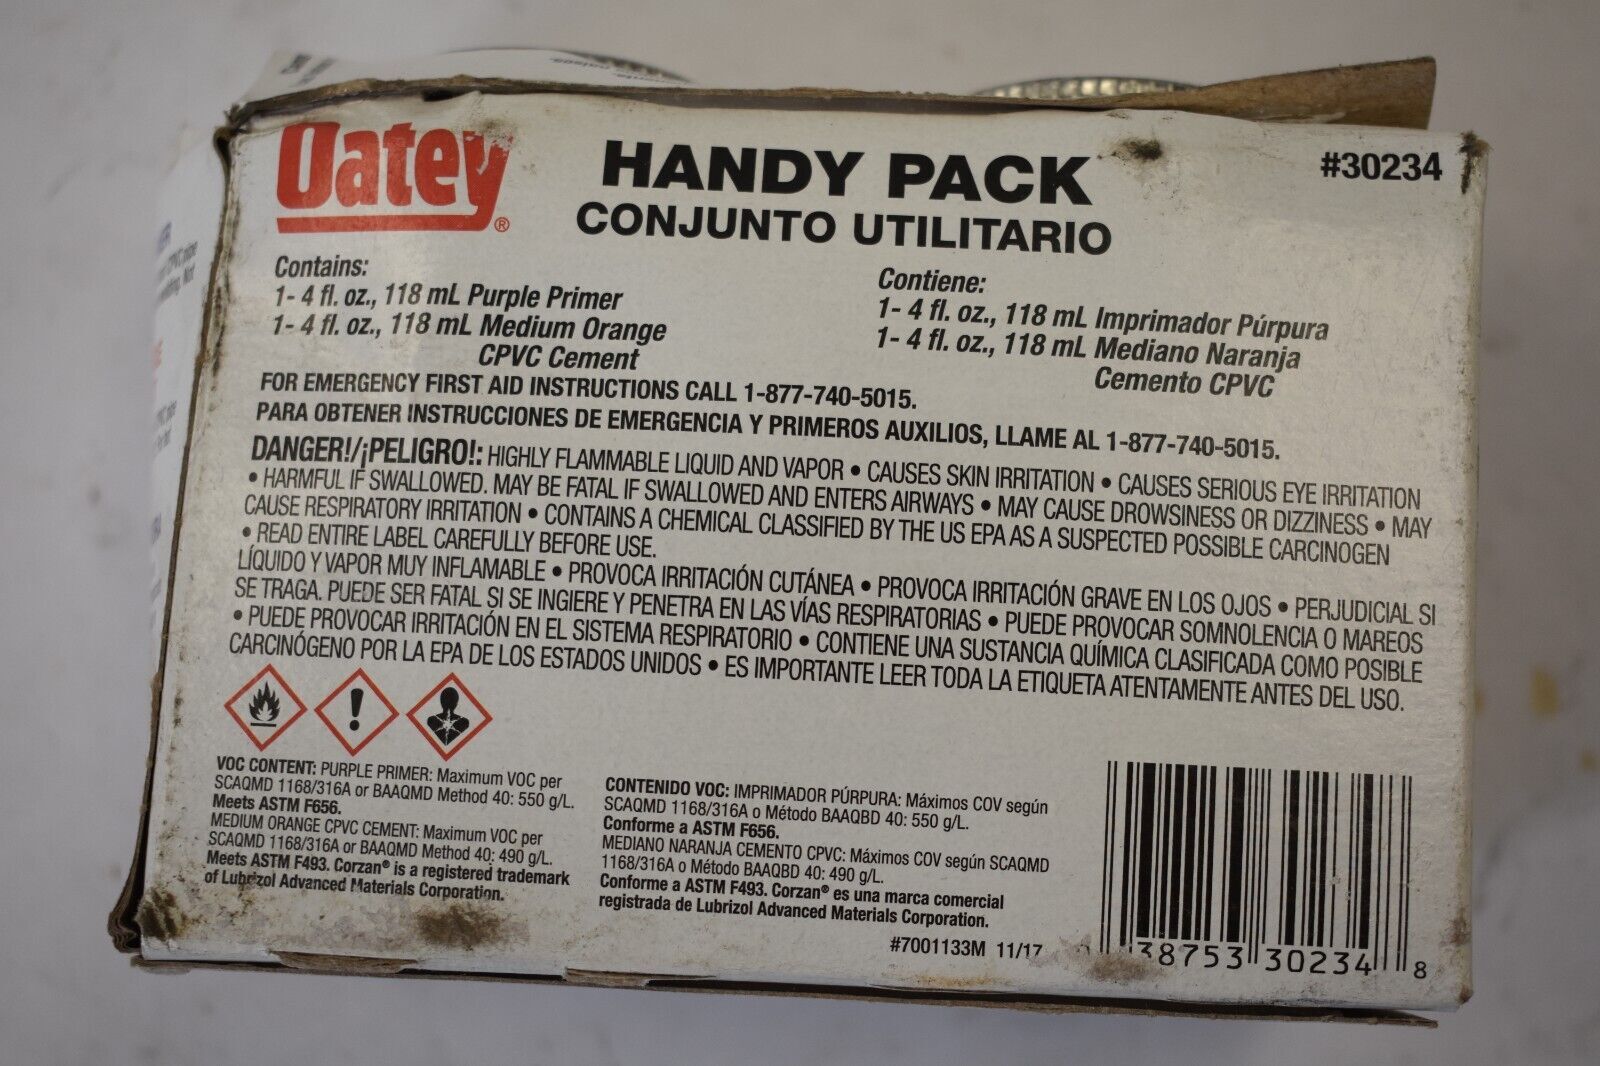 Oatey®
HANDY PACK
CONJUNTO UTILITARIO
#30234
Contains:
1- 4 fl. oz., 118 mL Purple Primer
1- 4 fl. oz., 118 mL Medium Orange
CPVC Cement
Contiene:
1- 4 fl. oz., 118 mL Imprimador Púrpura
1- 4 fl. oz., 118 mL Mediano Naranja
Cemento CPVC
FOR EMERGENCY FIRST AID INSTRUCTIONS CALL 1-877-740-5015.
PARA OBTENER INSTRUCCIONES DE EMERGENCIA Y PRIMEROS AUXILIOS, LLAME AL 1-877-740-5015.
DANGER!/¡PELIGRO!: HIGHLY FLAMMABLE LIQUID AND VAPOR • CAUSES SKIN IRRITATION • CAUSES SERIOUS EYE IRRITATION
• HARMFUL IF SWALLOWED. MAY BE FATAL IF SWALLOWED AND ENTERS AIRWAYS • MAY CAUSE DROWSINESS OR DIZZINESS • MAY
CAUSE RESPIRATORY IRRITATION • CONTAINS A CHEMICAL CLASSIFIED BY THE US EPA AS A SUSPECTED POSSIBLE CARCINOGEN
• READ ENTIRE LABEL CAREFULLY BEFORE USE.
LÍQUIDO Y VAPOR MUY INFLAMABLE • PROVOCA IRRITACIÓN CUTÁNEA • PROVOCA IRRITACIÓN GRAVE EN LOS OJOS • PERJUDICIAL SI
SE TRAGA. PUEDE SER FATAL SI SE INGIERE Y PENETRA EN LAS VÍAS RESPIRATORIAS • PUEDE PROVOCAR SOMNOLENCIA O MAREOS
• PUEDE PROVOCAR IRRITACIÓN EN EL SISTEMA RESPIRATORIO • CONTIENE UNA SUSTANCIA QUÍMICA CLASIFICADA COMO POSIBLE
CARCINÓGENO POR LA EPA DE LOS ESTADOS UNIDOS • ES IMPORTANTE LEER TODA LA ETIQUETA ATENTAMENTE ANTES DEL USO.
VOC CONTENT: PURPLE PRIMER: Maximum VOC per
SCAQMD 1168/316A or BAAQMD Method 40: 550 g/L.
Meets ASTM F656.
MEDIUM ORANGE CPVC CEMENT: Maximum VOC per
SCAQMD 1168/316A or BAAQMD Method 40: 490 g/L.
Meets ASTM F493. Corzan® is a registered trademark
of Lubrizol Advanced Materials Corporation.
CONTENIDO VOC: IMPRIMADOR PÚRPURA: Máximos COV según
SCAQMD 1168/316A o Método BAAQBD 40: 550 g/L.
Conforme a ASTM F656.
MEDIANO NARANJA CEMENTO CPVC: Máximos COV según SCAQMD
1168/316A o Método BAAQBD 40: 490 g/L.
Conforme a ASTM F493. Corzan® es una marca comercial
registrada de Lubrizol Advanced Materials Corporation.
#7001133M 11/17
38753 30234 8